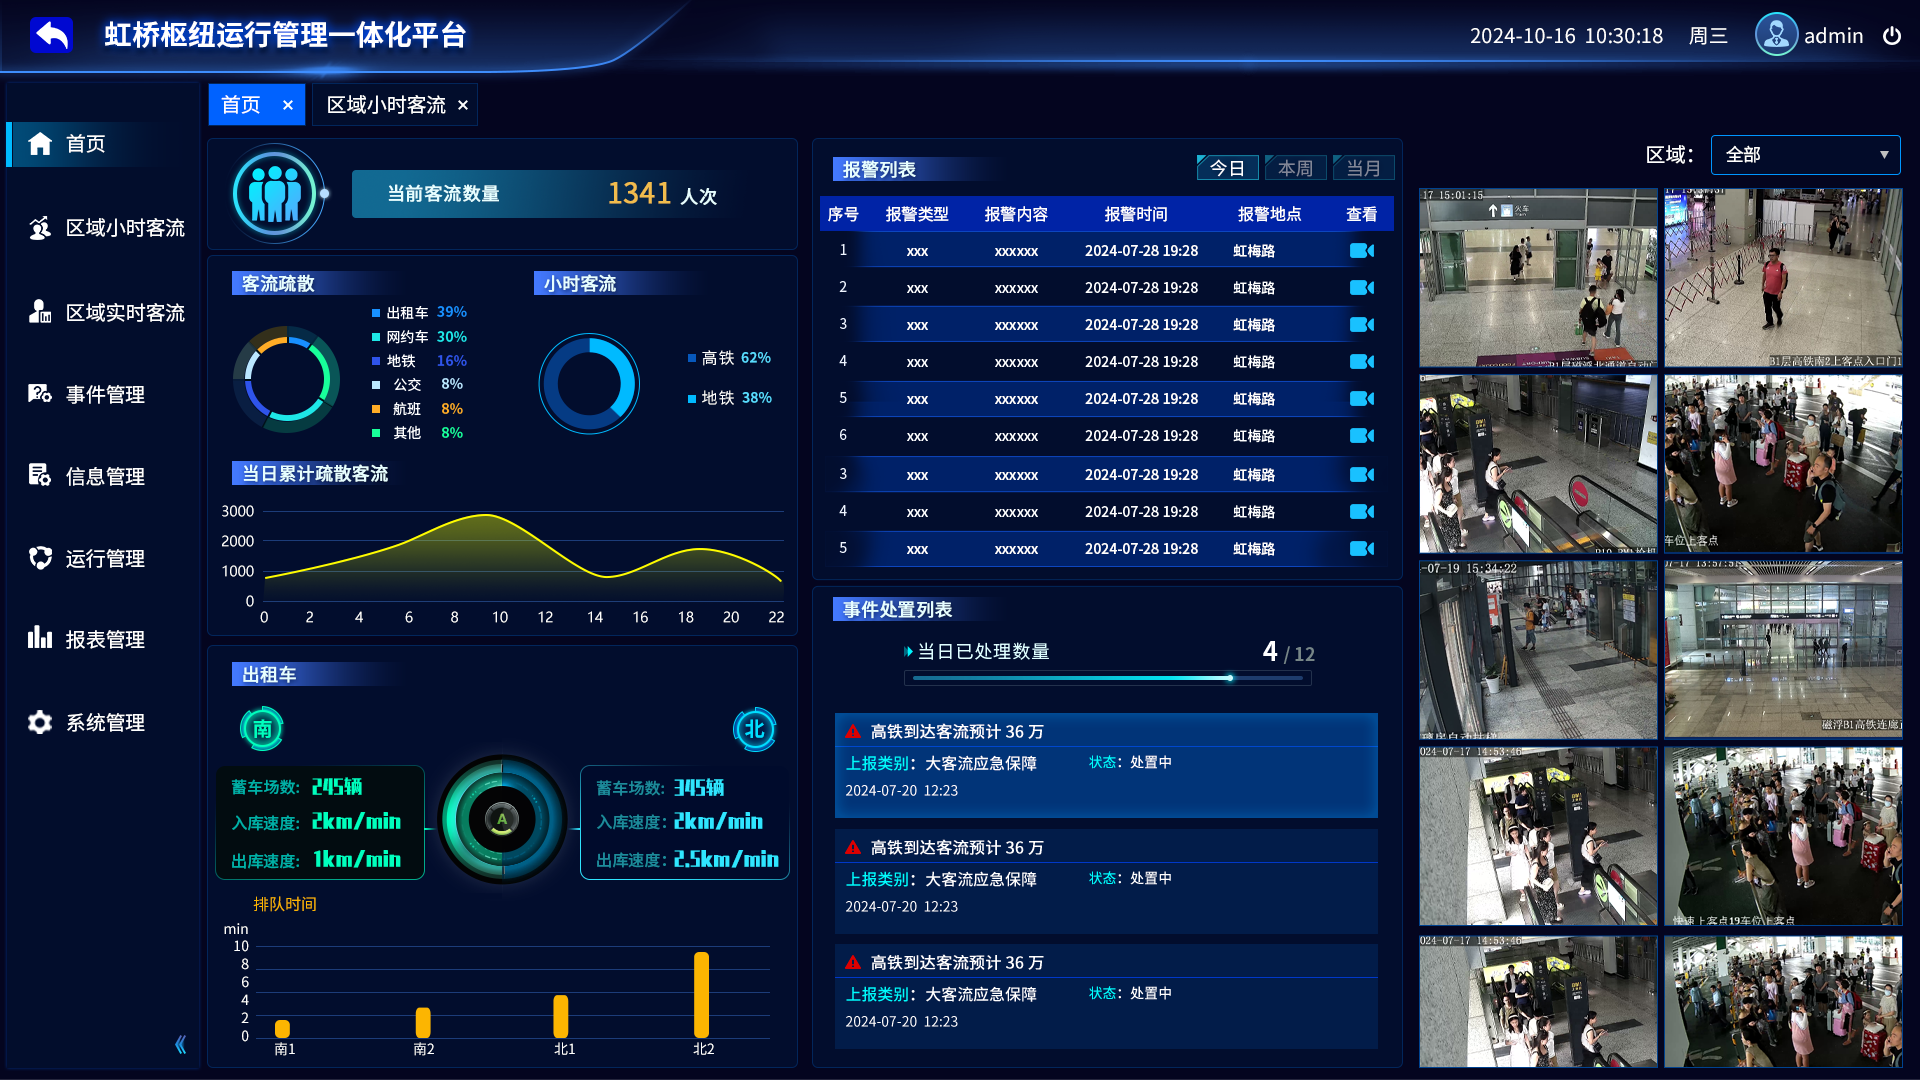 虹桥枢纽运行管理一体化平台
2024-10-16 10:30:18 周三 admin
首页 ×
区域小时客流 ×
首页
区域小时客流
区域实时客流
事件管理
信息管理
运行管理
报表管理
系统管理
当前客流数量 1341 人次
客流疏散
出租车 39%
网约车 30%
地铁 16%
公交 8%
航班 8%
其他 8%
小时客流
高铁 62%
地铁 38%
当日累计疏散客流
3000
2000
1000
0
0 2 4 6 8 10 12 14 16 18 20 22
出租车
南
北
蓄车场数: 245辆
入库速度: 2km/min
出库速度: 1km/min
A
蓄车场数: 345辆
入库速度: 2km/min
出库速度: 2.5km/min
排队时间
min
10
8
6
4
2
0
南1 南2 北1 北2
报警列表
今日 本周 当月
序号 报警类型 报警内容 报警时间 报警地点 查看
1 xxx xxxxxx 2024-07-28 19:28 虹梅路
2 xxx xxxxxx 2024-07-28 19:28 虹梅路
3 xxx xxxxxx 2024-07-28 19:28 虹梅路
4 xxx xxxxxx 2024-07-28 19:28 虹梅路
5 xxx xxxxxx 2024-07-28 19:28 虹梅路
6 xxx xxxxxx 2024-07-28 19:28 虹梅路
3 xxx xxxxxx 2024-07-28 19:28 虹梅路
4 xxx xxxxxx 2024-07-28 19:28 虹梅路
5 xxx xxxxxx 2024-07-28 19:28 虹梅路
事件处置列表
当日已处理数量 4 / 12
高铁到达客流预计 36 万
上报类别：大客流应急保障 状态：处置中
2024-07-20 12:23
高铁到达客流预计 36 万
上报类别：大客流应急保障 状态：处置中
2024-07-20 12:23
高铁到达客流预计 36 万
上报类别：大客流应急保障 状态：处置中
2024-07-20 12:23
区域： 全部
17 15:01:15
火车
B1层高铁南2上客点入口门1
车位上客点
-07-19 15:34:22
17 13:57:51
磁浮B1高铁连廊
024-07-17 14:53:46
快速上客点19车位上客点
024-07-17 14:53:46